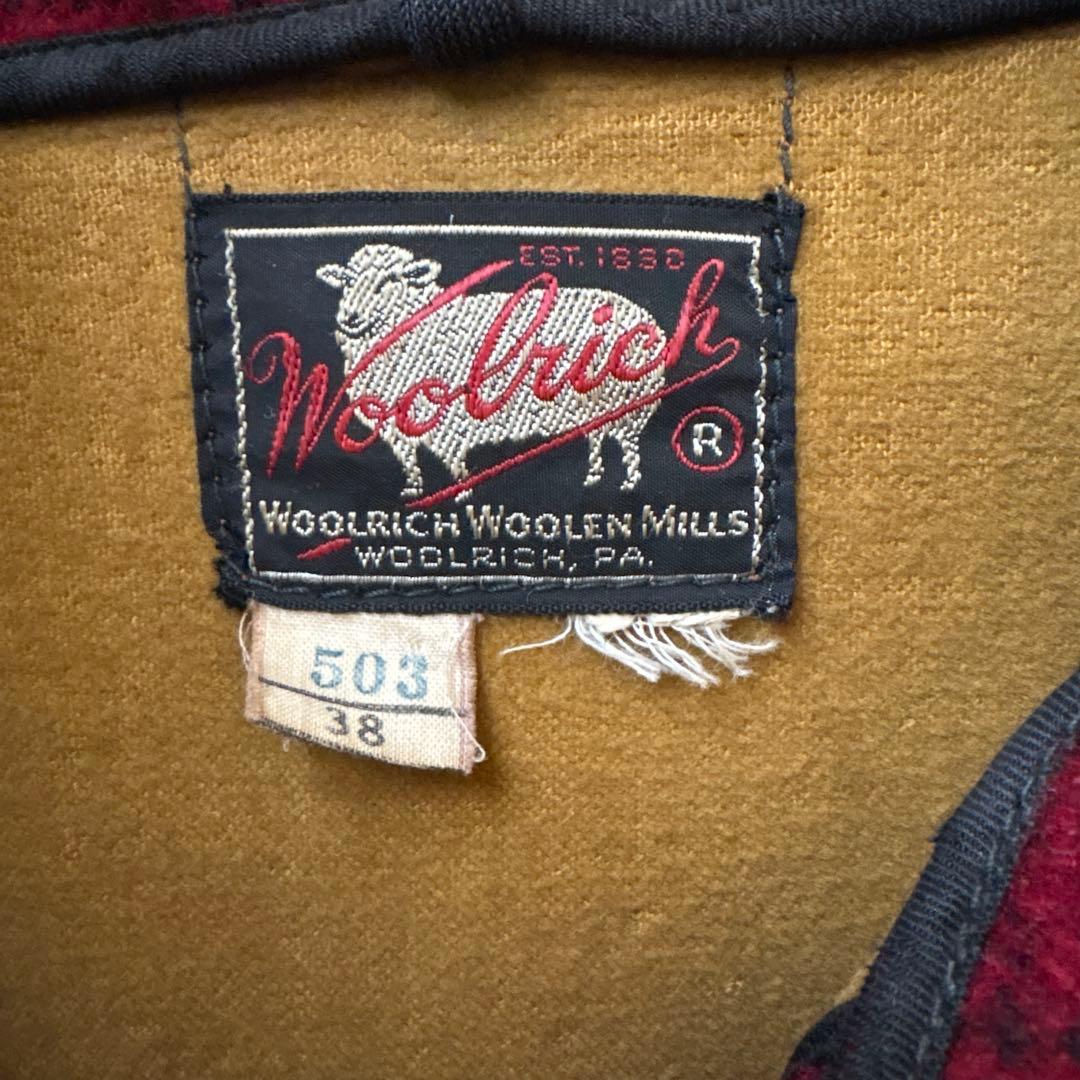 EST. 1830
Woolrich
R
WOOLRICH WOOLEN MILLS
WOOLRICH, PA.
503
38